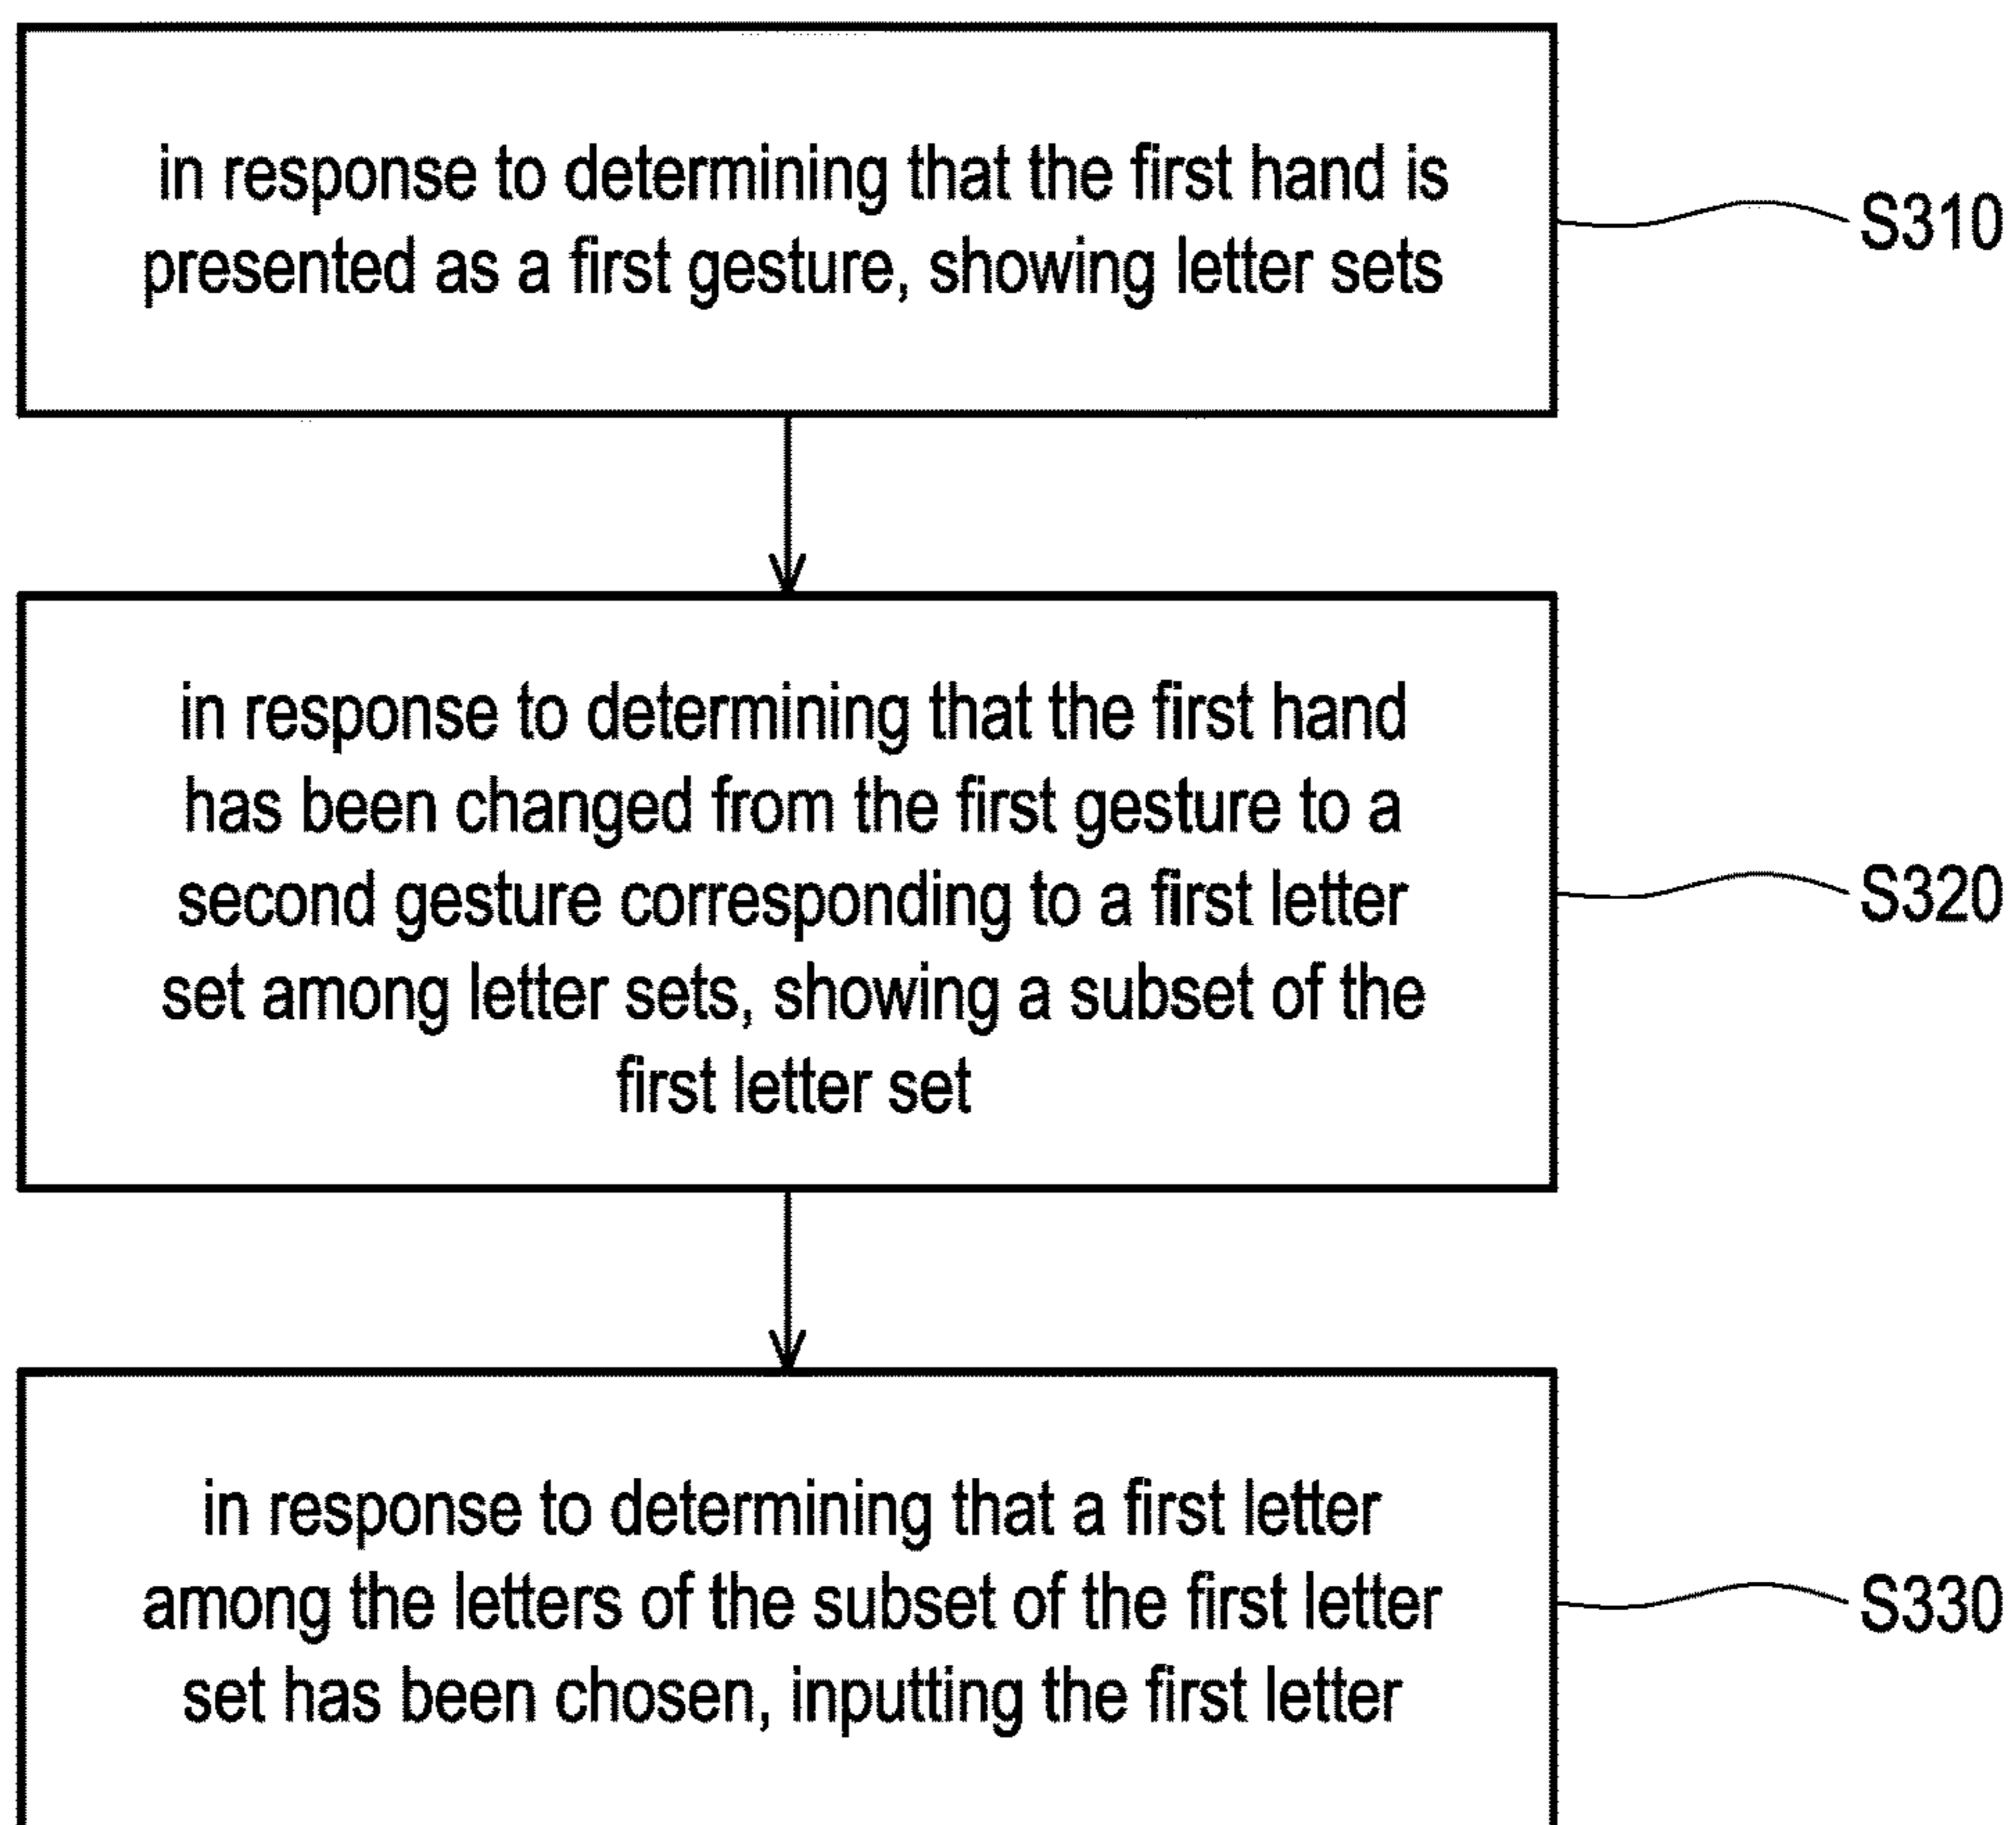 in response to determining that the first hand is
presented as a first gesture, showing letter sets
S310
in response to determining that the first hand
has been changed from the first gesture to a
second gesture corresponding to a first letter
set among letter sets, showing a subset of the
first letter set
S320
in response to determining that a first letter
among the letters of the subset of the first letter
set has been chosen, inputting the first letter
S330